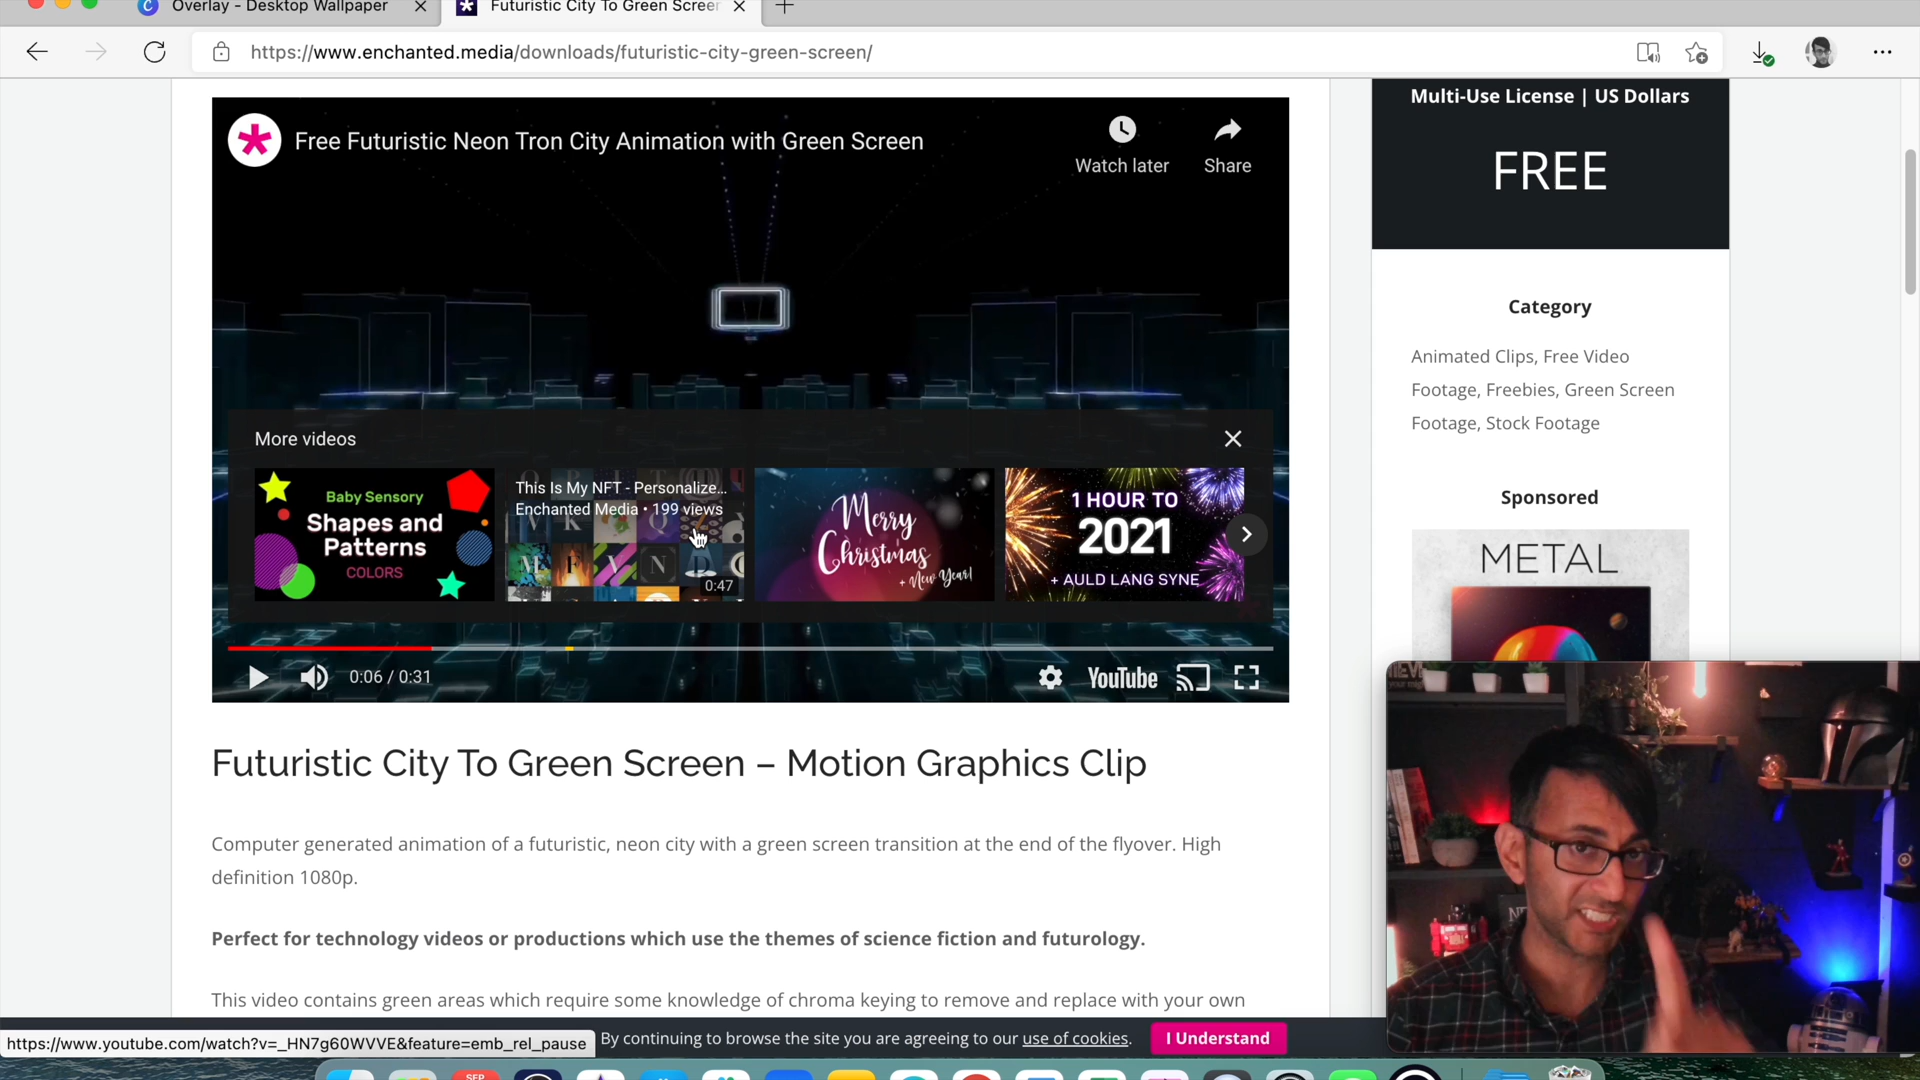 Overlay - Desktop Wallpaper
Futuristic City To Green Screen
https://www.enchanted.media/downloads/futuristic-city-green-screen/
Free Futuristic Neon Tron City Animation with Green Screen
Watch later
Share
More videos
Baby Sensory
Shapes and
Patterns
COLORS
This Is My NFT - Personalize...
Enchanted Media • 199 views
0:47
Merry
Christmas
+ New Year!
1 HOUR TO
2021
+ AULD LANG SYNE
0:06 / 0:31
YouTube
Multi-Use License | US Dollars
FREE
Category
Animated Clips, Free Video
Footage, Freebies, Green Screen
Footage, Stock Footage
Sponsored
METAL
Futuristic City To Green Screen – Motion Graphics Clip
Computer generated animation of a futuristic, neon city with a green screen transition at the end of the flyover. High
definition 1080p.
Perfect for technology videos or productions which use the themes of science fiction and futurology.
This video contains green areas which require some knowledge of chroma keying to remove and replace with your own
https://www.youtube.com/watch?v=_HN7g60WVVE&feature=emb_rel_pause
By continuing to browse the site you are agreeing to our use of cookies.
I Understand
SEP